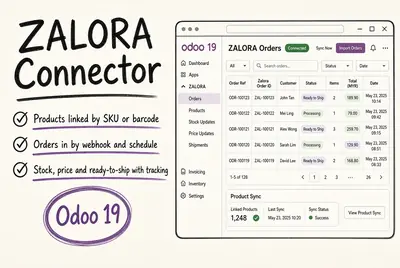 ZALORA
Connector
Products linked by SKU or barcode
Orders in by webhook and schedule
Stock, price and ready-to-ship with tracking
Odoo 19
odoo 19
Dashboard
Apps
ZALORA
Orders
Products
Stock Updates
Price Updates
Shipments
Invoicing
Inventory
Settings
ZALORA Orders
Connected
Sync Now
Import Orders
All
Search orders...
Status
Date
Order Ref
Zalora Order ID
Customer
Status
Items
Total (MYR)
Date
ODR-100123
ZAL-100123
John Tan
Ready to Ship
2
189.90
May 23, 2025 10:14
ODR-100122
ZAL-100122
Mei Ling
Processing
1
79.90
May 23, 2025 09:42
ODR-100121
ZAL-100121
Alex Wong
Ready to Ship
3
259.70
May 23, 2025 09:15
ODR-100120
ZAL-100120
Sarah Lim
Processing
1
129.90
May 23, 2025 08:51
ODR-100119
ZAL-100119
David Lee
Ready to Ship
2
168.80
May 23, 2025 08:33
1-5 of 128
1
2
3
26
Product Sync
Linked Products
1,248
Last Sync
May 23, 2025 10:20
Sync Status
Success
View Product Sync